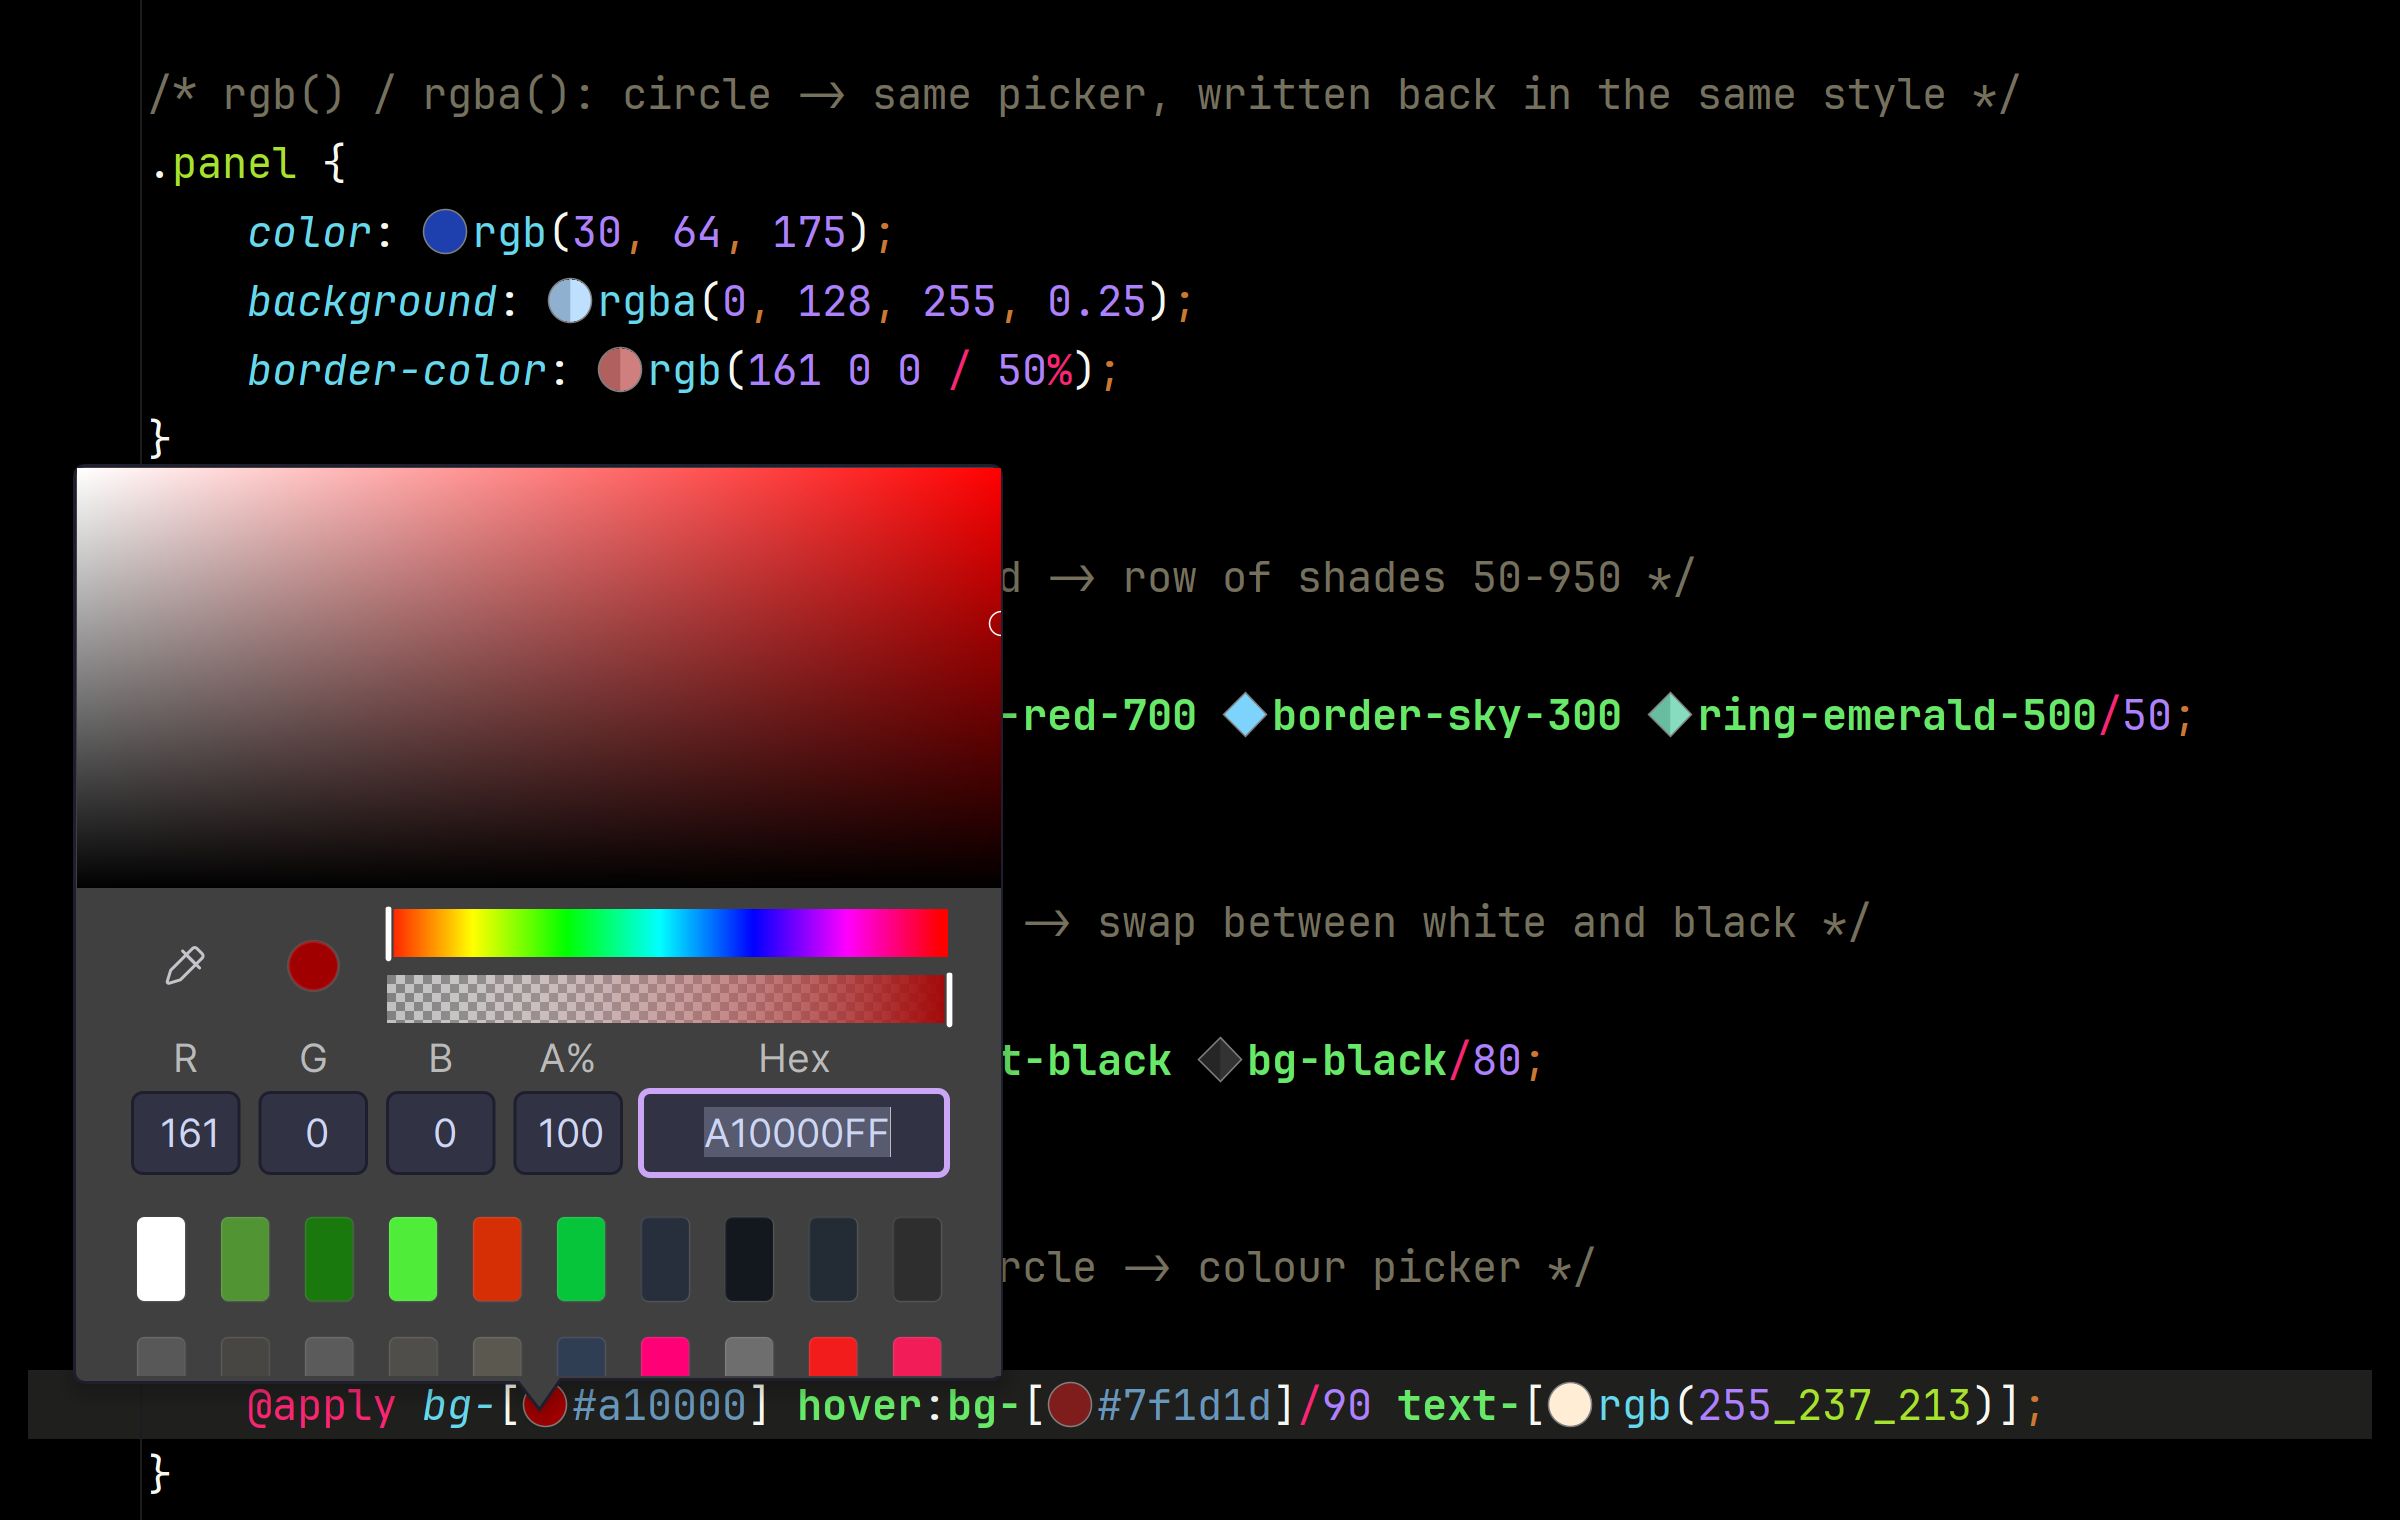 /* rgb() / rgba(): circle -> same picker, written back in the same style */
.panel {
color: rgb(30, 64, 175);
background: rgba(0, 128, 255, 0.25);
border-color: rgb(161 0 0 / 50%);
}
-> row of shades 50-950 */
-red-700 border-sky-300 ring-emerald-500/50;
-> swap between white and black */
R G B A% Hex
t-black bg-black/80;
161 0 0 100 A10000FF
rcle -> colour picker */
@apply bg-[#a10000] hover:bg-[#7f1d1d]/90 text-[rgb(255_237_213)];
}